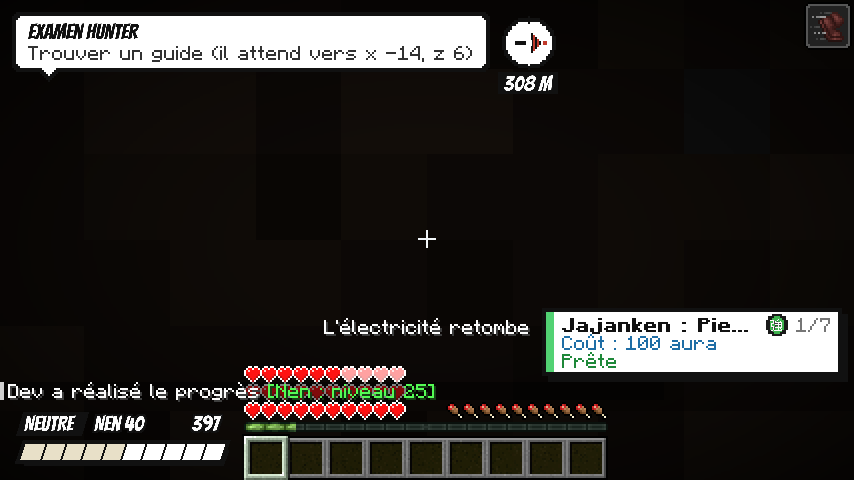 EXAMEN HUNTER
Trouver un guide (il attend vers x -14, z 6)
308 M
L'électricité retombe
Jajanken : Pie... 1/7
Coût : 100 aura
Prête
Dev a réalisé le progrès [Nen : niveau 25]
NEUTRE NEN 40 397